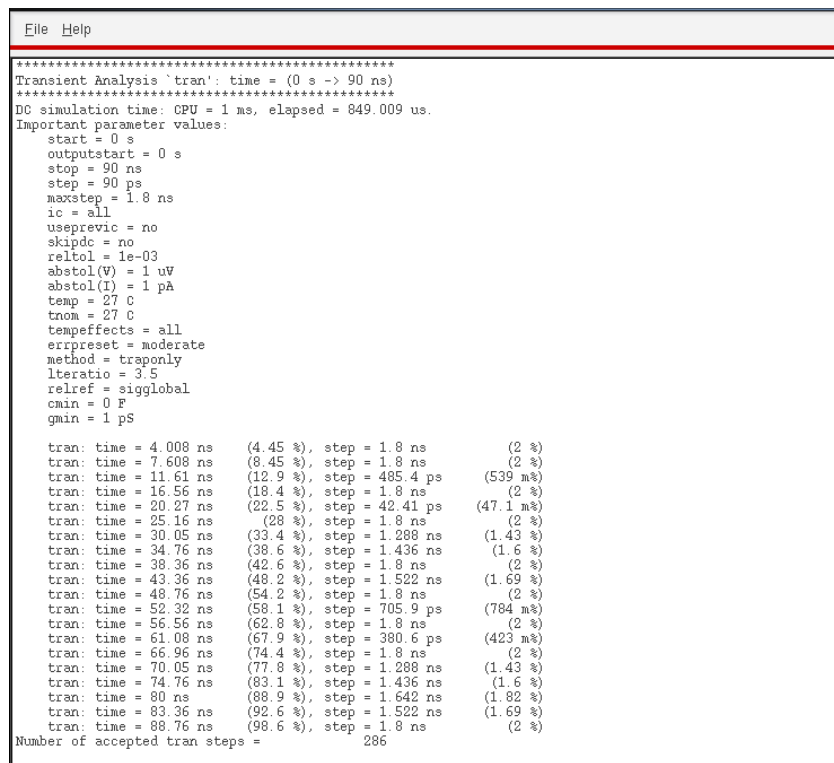 File Help
*************************************************
Transient Analysis `tran': time = (0 s -> 90 ns)
*************************************************
DC simulation time: CPU = 1 ms, elapsed = 849.009 us.
Important parameter values:
start = 0 s
outputstart = 0 s
stop = 90 ns
step = 90 ps
maxstep = 1.8 ns
ic = all
useprevic = no
skipdc = no
reltol = 1e-03
abstol(V) = 1 uV
abstol(I) = 1 pA
temp = 27 C
tnom = 27 C
tempeffects = all
errpreset = moderate
method = traponly
lteratio = 3.5
relref = sigglobal
cmin = 0 F
gmin = 1 pS
tran: time = 4.008 ns (4.45 %), step = 1.8 ns (2 %)
tran: time = 7.608 ns (8.45 %), step = 1.8 ns (2 %)
tran: time = 11.61 ns (12.9 %), step = 485.4 ps (539 m%)
tran: time = 16.56 ns (18.4 %), step = 1.8 ns (2 %)
tran: time = 20.27 ns (22.5 %), step = 42.41 ps (47.1 m%)
tran: time = 25.16 ns (28 %), step = 1.8 ns (2 %)
tran: time = 30.05 ns (33.4 %), step = 1.288 ns (1.43 %)
tran: time = 34.76 ns (38.6 %), step = 1.436 ns (1.6 %)
tran: time = 38.36 ns (42.6 %), step = 1.8 ns (2 %)
tran: time = 43.36 ns (48.2 %), step = 1.522 ns (1.69 %)
tran: time = 48.76 ns (54.2 %), step = 1.8 ns (2 %)
tran: time = 52.32 ns (58.1 %), step = 705.9 ps (784 m%)
tran: time = 56.56 ns (62.8 %), step = 1.8 ns (2 %)
tran: time = 61.08 ns (67.9 %), step = 380.6 ps (423 m%)
tran: time = 66.96 ns (74.4 %), step = 1.8 ns (2 %)
tran: time = 70.05 ns (77.8 %), step = 1.288 ns (1.43 %)
tran: time = 74.76 ns (83.1 %), step = 1.436 ns (1.6 %)
tran: time = 80 ns (88.9 %), step = 1.642 ns (1.82 %)
tran: time = 83.36 ns (92.6 %), step = 1.522 ns (1.69 %)
tran: time = 88.76 ns (98.6 %), step = 1.8 ns (2 %)
Number of accepted tran steps = 286